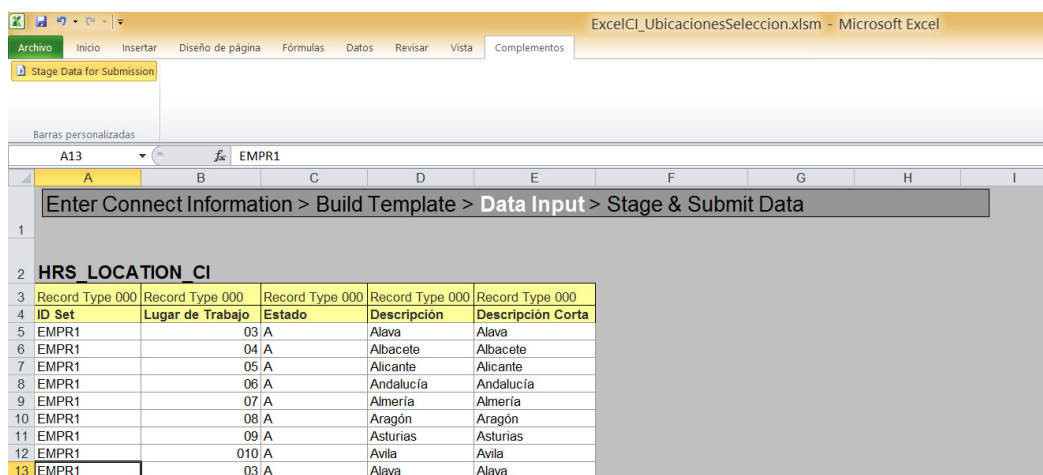 ExcelCI_UbicacionesSeleccion.xlsm - Microsoft Excel
Archivo Inicio Insertar Diseño de página Fórmulas Datos Revisar Vista Complementos
Stage Data for Submission
Barras personalizadas
A13 fx EMPR1
A B C D E F G H I
1 Enter Connect Information > Build Template > Data Input > Stage & Submit Data
2 HRS_LOCATION_CI
3 Record Type 000 Record Type 000 Record Type 000 Record Type 000 Record Type 000
4 ID Set Lugar de Trabajo Estado Descripción Descripción Corta
5 EMPR1 03 A Alava Alava
6 EMPR1 04 A Albacete Albacete
7 EMPR1 05 A Alicante Alicante
8 EMPR1 06 A Andalucía Andalucía
9 EMPR1 07 A Almería Almería
10 EMPR1 08 A Aragón Aragón
11 EMPR1 09 A Asturias Asturias
12 EMPR1 010 A Avila Avila
13 EMPR1 03 A Alava Alava